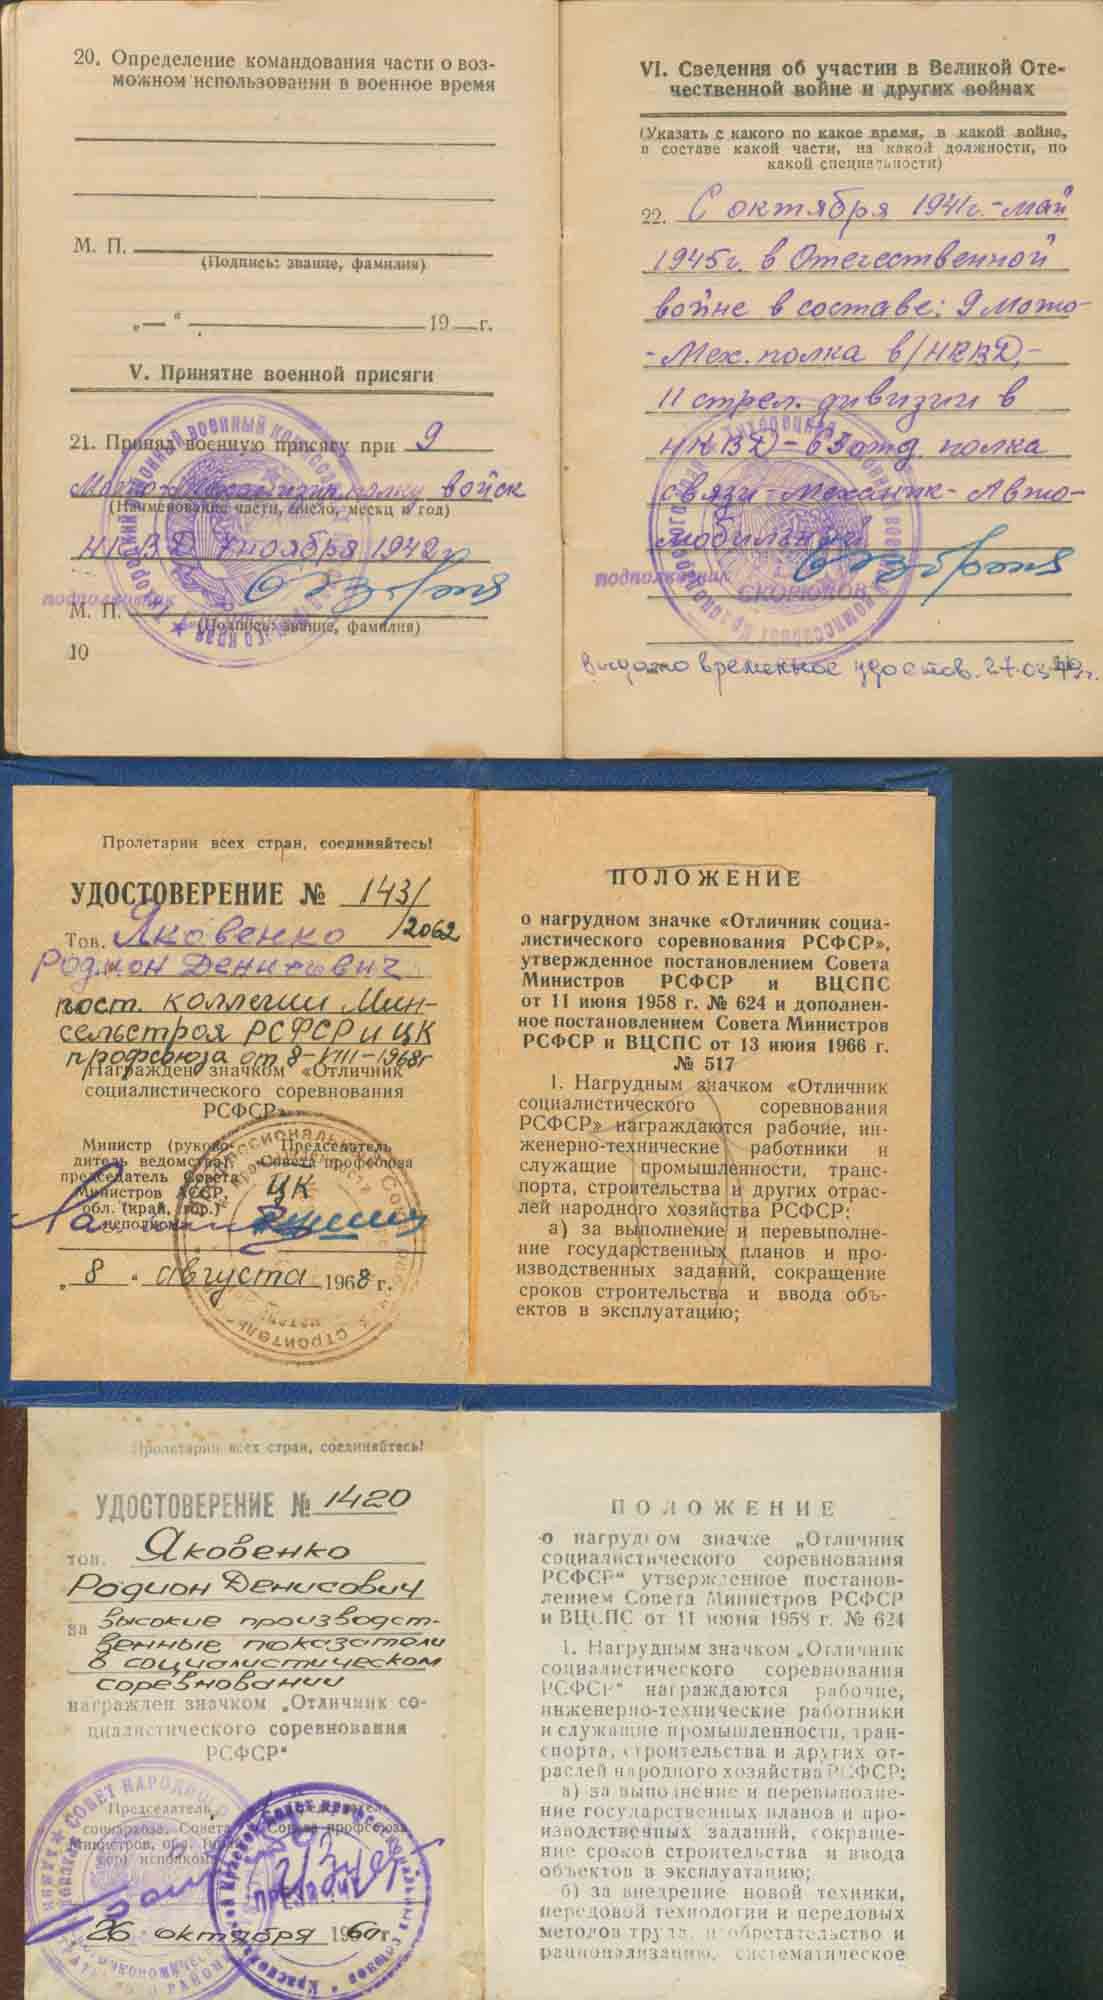 20. Определение командования части о воз-
можном использовании в военное время
М. П.
(Подпись: звание, фамилия)
„—“ 19 г.
V. Принятие военной присяги
21. Принял военную присягу при 9
Мото- полку войск
(Наименование части, число, месяц и год)
НКВД 7 ноября 1942г
подполковник
М. П.
(Подпись: звание, фамилия)
10
VI. Сведения об участии в Великой Оте-
чественной войне и других войнах
(Указать с какого по какое время, в какой войне,
в составе какой части, на какой должности, по
какой специальности)
22. С октября 1941г.-май
1945г. в Отечественной
войне в составе: 9 Мото-
-Мех. полка в/НКВД,-
11 стрел. дивизии в
НКВД - полка
связи-механик-Авто-
мобильный
подполковник
СКОРЮКОВ
выдано временное удостов. 27.03
Пролетарии всех стран, соединяйтесь!
УДОСТОВЕРЕНИЕ № 143/
/2062
Тов. Яковенко
Родион Денисович
пост. коллегии Мин-
сельстроя РСФСР и ЦК
профсоюза от 8-VIII-1968г
Награжден значком «Отличник
социалистического соревнования
РСФСР»
Министр (руково-
дитель ведомства),
председатель Совета
Министров АССР,
обл. (край, гор.)
исполкома
Председатель
Совета профсоюза
ЦК
„8“ августа 1968 г.
ПОЛОЖЕНИЕ
о нагрудном значке «Отличник социа-
листического соревнования РСФСР»,
утвержденное постановлением Совета
Министров РСФСР и ВЦСПС
от 11 июня 1958 г. № 624 и дополнен-
ное постановлением Совета Министров
РСФСР и ВЦСПС от 13 июня 1966 г.
№ 517
1. Нагрудным значком «Отличник
социалистического соревнования
РСФСР» награждаются рабочие, ин-
женерно-технические работники и
служащие промышленности, транс-
порта, строительства и других отрас-
лей народного хозяйства РСФСР:
а) за выполнение и перевыполне-
ние государственных планов и про-
изводственных заданий, сокращение
сроков строительства и ввода объ-
ектов в эксплуатацию;
Пролетарии всех стран, соединяйтесь!
УДОСТОВЕРЕНИЕ № 1420
тов. Яковенко
Родион Денисович
за высокие производст-
венные показатели
в социалистическом
соревновании
награжден значком „Отличник со-
циалистического соревнования
РСФСР“
Председатель
совнархоза, Совета
Министров, обл.
исполкома
Совета профсоюза
26 октября 1960г.
ПОЛОЖЕНИЕ
о нагрудном значке „Отличник
социалистического соревнования
РСФСР“ утвержденное постанов-
лением Совета Министров РСФСР
и ВЦСПС от 11 июня 1958 г. № 624
1. Нагрудным значком „Отличник
социалистического соревнования
РСФСР“ награждаются рабочие,
инженерно-технические работники
и служащие промышленности, тран-
спорта, строительства и других от-
раслей народного хозяйства РСФСР:
а) за выполнение и перевыполне-
ние государственных планов и про-
изводственных заданий, сокраще-
ние сроков строительства и ввода
объектов в эксплуатацию;
б) за внедрение новой техники,
передовой технологии и передовых
методов труда, изобретательство и
рационализацию, систематическое